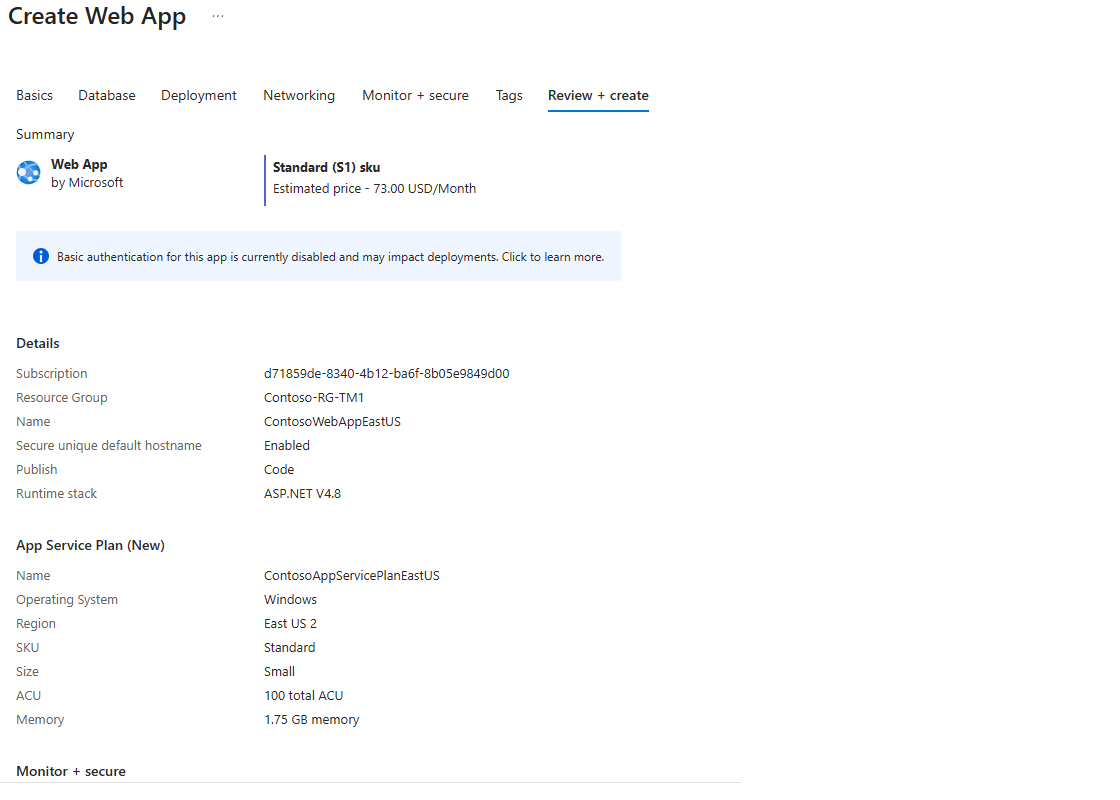 Create Web App ...
Basics Database Deployment Networking Monitor + secure Tags Review + create
Summary
Web App
by Microsoft
Standard (S1) sku
Estimated price - 73.00 USD/Month
Basic authentication for this app is currently disabled and may impact deployments. Click to learn more.
Details
Subscription d71859de-8340-4b12-ba6f-8b05e9849d00
Resource Group Contoso-RG-TM1
Name ContosoWebAppEastUS
Secure unique default hostname Enabled
Publish Code
Runtime stack ASP.NET V4.8
App Service Plan (New)
Name ContosoAppServicePlanEastUS
Operating System Windows
Region East US 2
SKU Standard
Size Small
ACU 100 total ACU
Memory 1.75 GB memory
Monitor + secure